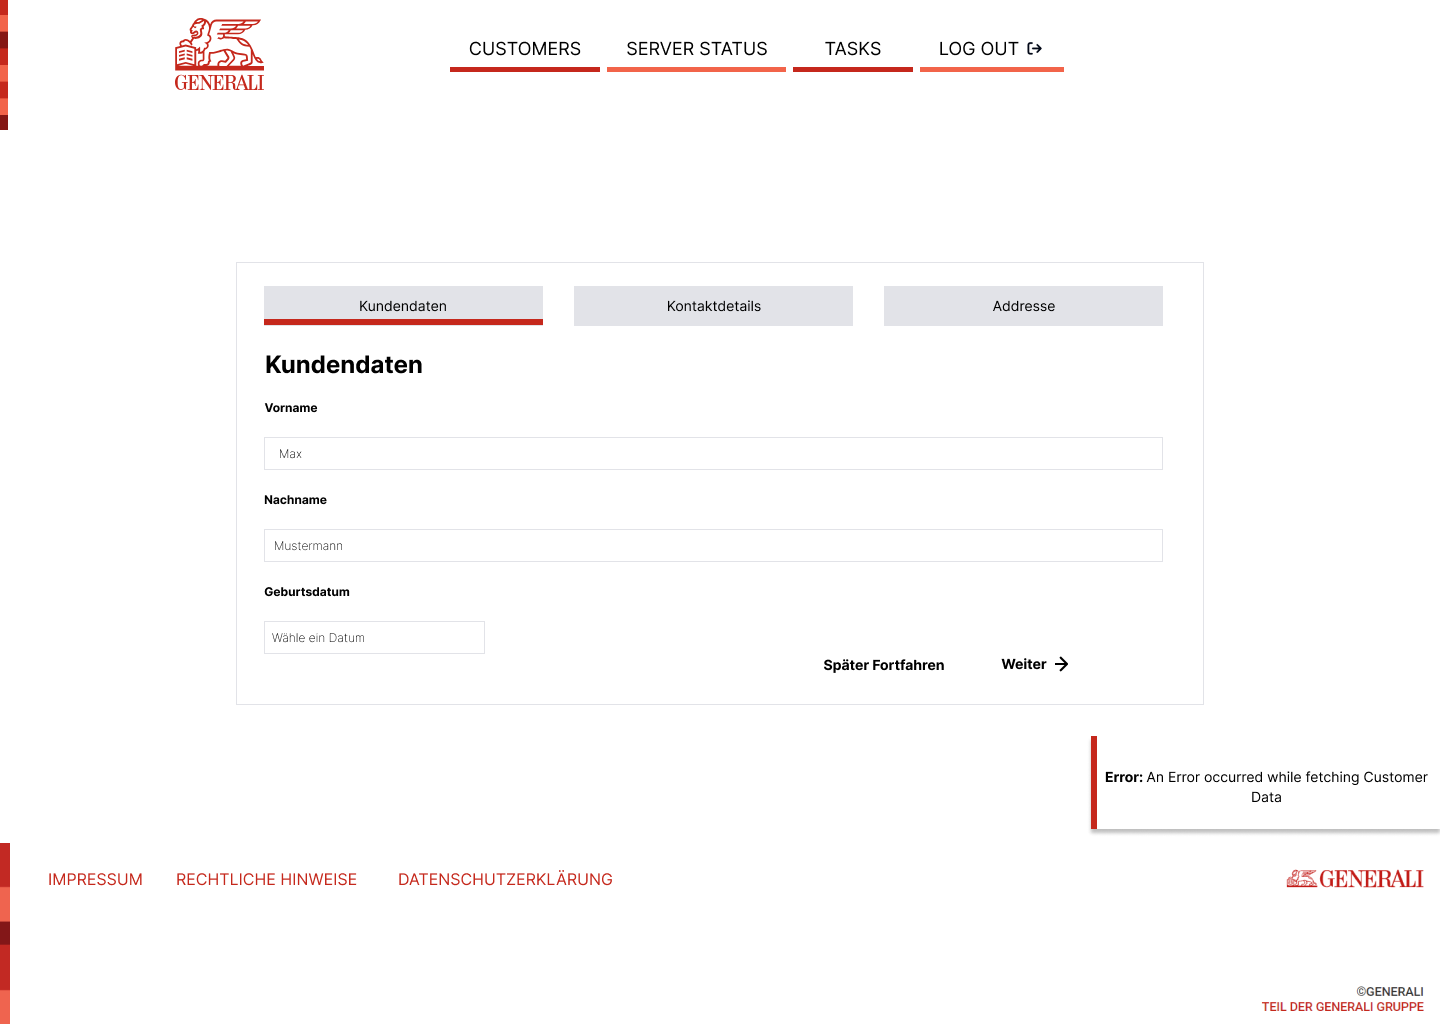 GENERALI
CUSTOMERS
SERVER STATUS
TASKS
LOG OUT
Kundendaten
Kontaktdetails
Addresse
Kundendaten
Vorname
Max
Nachname
Mustermann
Geburtsdatum
Wähle ein Datum
Später Fortfahren
Weiter
Error: An Error occurred while fetching Customer
Data
IMPRESSUM
RECHTLICHE HINWEISE
DATENSCHUTZERKLÄRUNG
GENERALI
©GENERALI
TEIL DER GENERALI GRUPPE